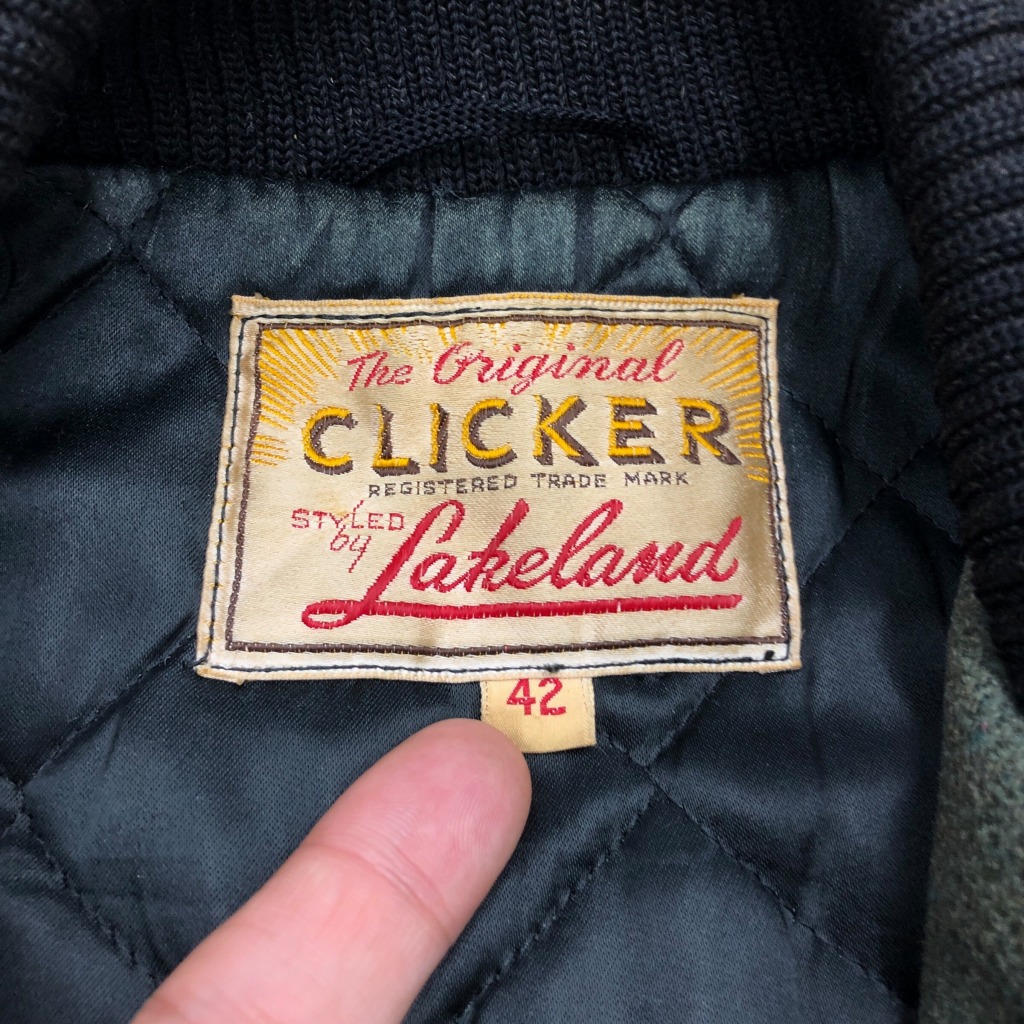 The Original
CLICKER
REGISTERED TRADE MARK
STYLED
by Lakeland
42